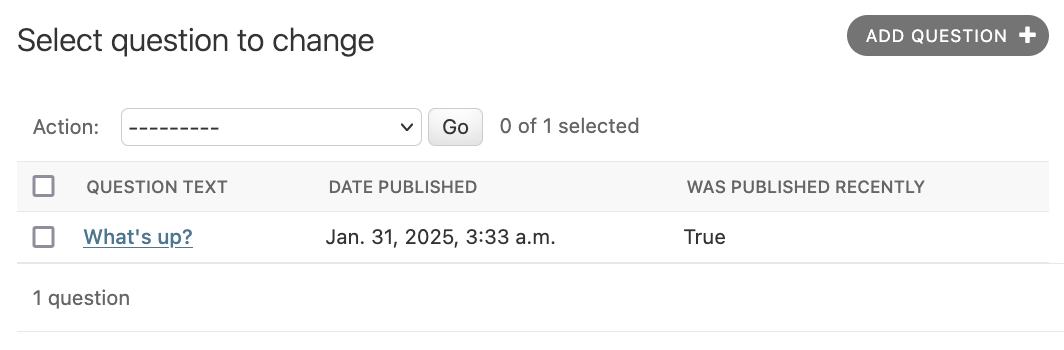 Select question to change
ADD QUESTION +
Action: --------- Go 0 of 1 selected
QUESTION TEXT DATE PUBLISHED WAS PUBLISHED RECENTLY
What's up? Jan. 31, 2025, 3:33 a.m. True
1 question